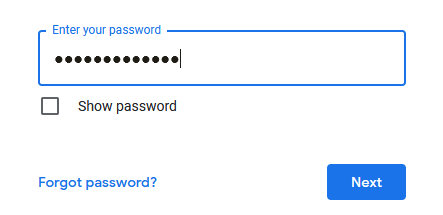 Enter your password
•••••••••••••
Show password
Forgot password?
Next